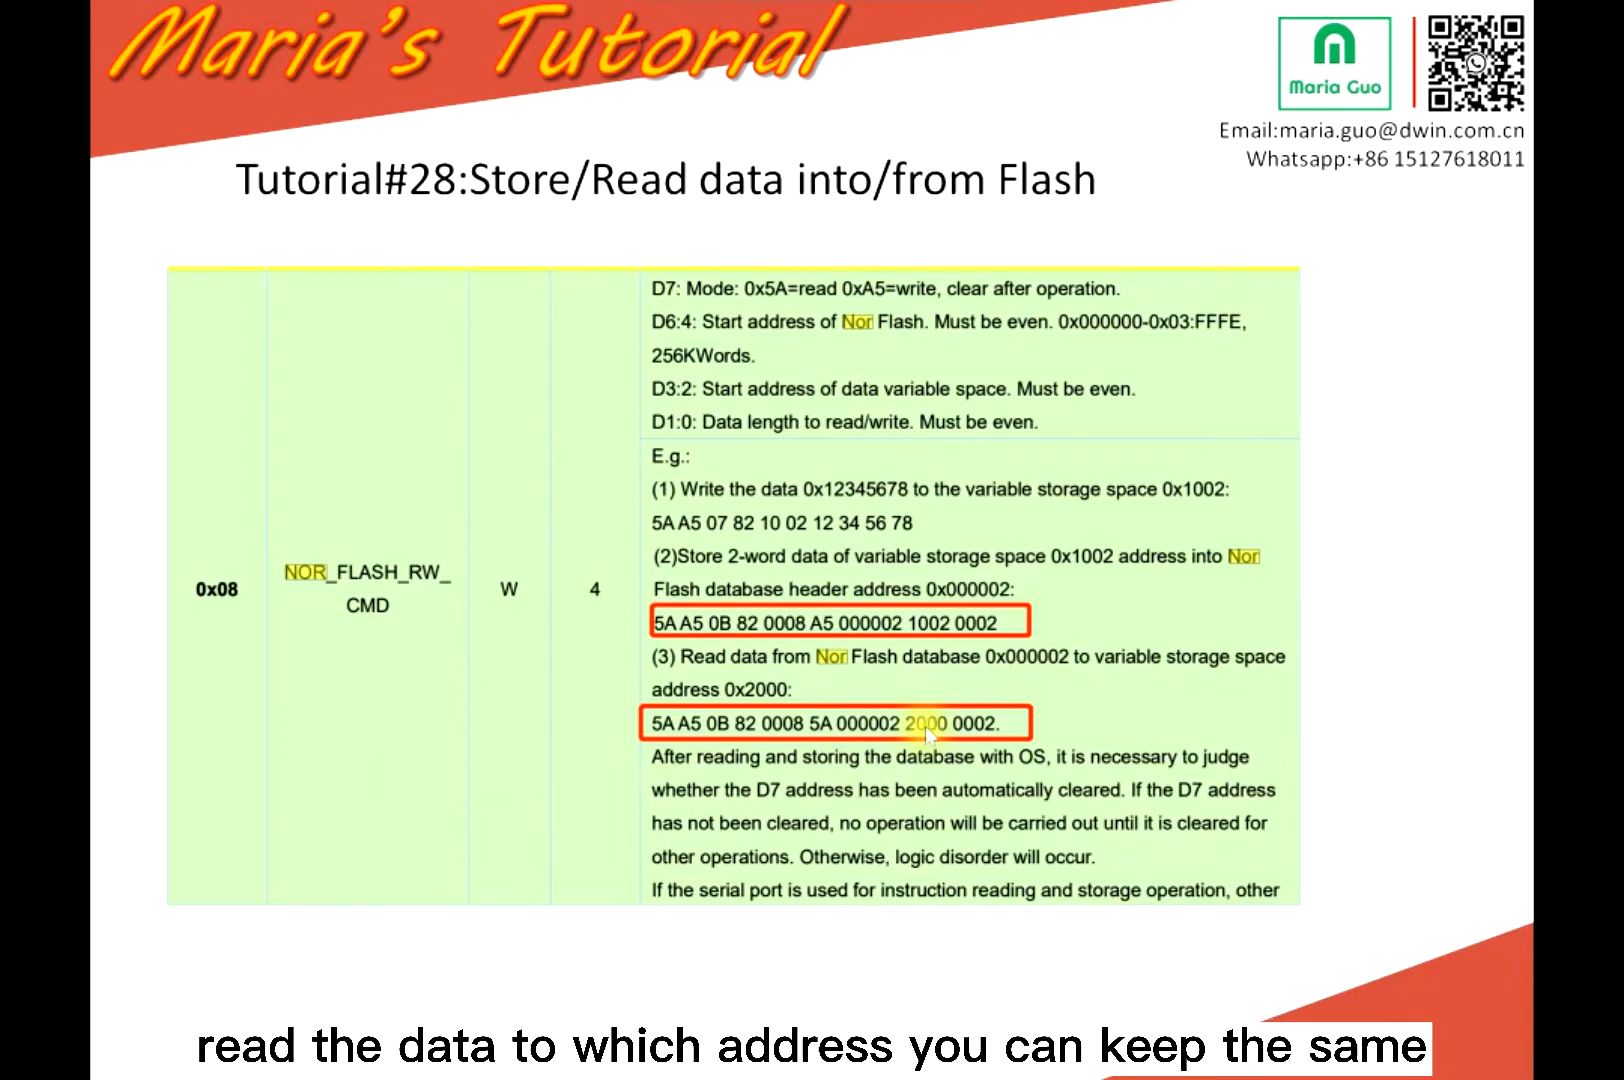 Maria's Tutorial
Maria Guo
Email:maria.guo@dwin.com.cn
Whatsapp:+86 15127618011
Tutorial#28:Store/Read data into/from Flash
0x08
NOR_FLASH_RW_
CMD
W
4
D7: Mode: 0x5A=read 0xA5=write, clear after operation.
D6:4: Start address of Nor Flash. Must be even. 0x000000-0x03:FFFE,
256KWords.
D3:2: Start address of data variable space. Must be even.
D1:0: Data length to read/write. Must be even.
E.g.:
(1) Write the data 0x12345678 to the variable storage space 0x1002:
5A A5 07 82 10 02 12 34 56 78
(2)Store 2-word data of variable storage space 0x1002 address into Nor
Flash database header address 0x000002:
5A A5 0B 82 0008 A5 000002 1002 0002
(3) Read data from Nor Flash database 0x000002 to variable storage space
address 0x2000:
5A A5 0B 82 0008 5A 000002 2000 0002.
After reading and storing the database with OS, it is necessary to judge
whether the D7 address has been automatically cleared. If the D7 address
has not been cleared, no operation will be carried out until it is cleared for
other operations. Otherwise, logic disorder will occur.
If the serial port is used for instruction reading and storage operation, other
read the data to which address you can keep the same